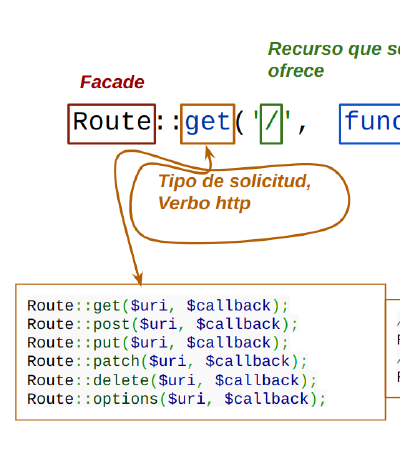 Recurso que se
ofrece
Facade
Route::get('/', func
Tipo de solicitud,
Verbo http
Route::get($uri, $callback);
Route::post($uri, $callback);
Route::put($uri, $callback);
Route::patch($uri, $callback);
Route::delete($uri, $callback);
Route::options($uri, $callback);